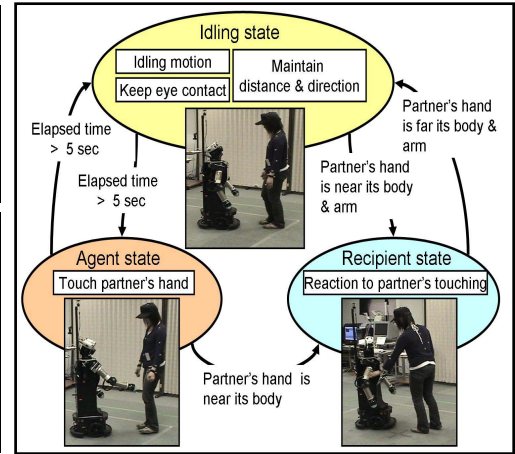 Idling state
Idling motion
Keep eye contact
Maintain
distance & direction
Elapsed time
> 5 sec
Elapsed time
> 5 sec
Partner's hand
is near its body
& arm
Partner's hand
is far its body &
arm
Agent state
Touch partner's hand
Recipient state
Reaction to partner's touching
Partner's hand is
near its body